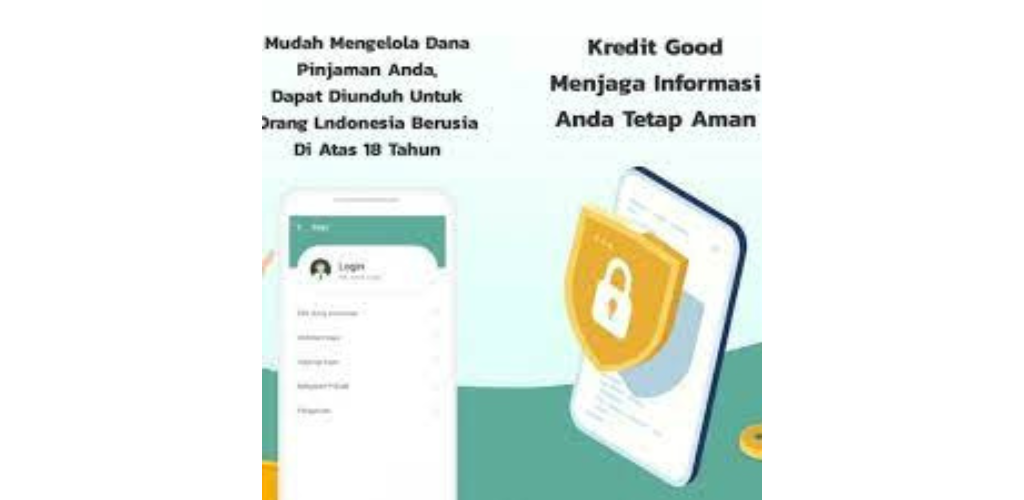 Mudah Mengelola Dana
Pinjaman Anda,
Dapat Diunduh Untuk
Orang Lndonesia Berusia
Di Atas 18 Tahun
Login
Kredit Good
Menjaga Informasi
Anda Tetap Aman